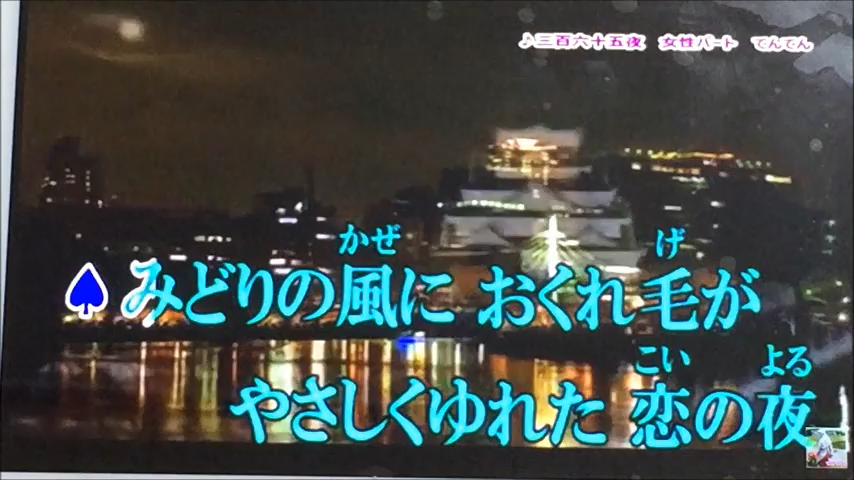 ♪三百六十五夜 女性パート てんてん
かぜ げ
♠みどりの風に おくれ毛が
こい よる
やさしくゆれた 恋の夜